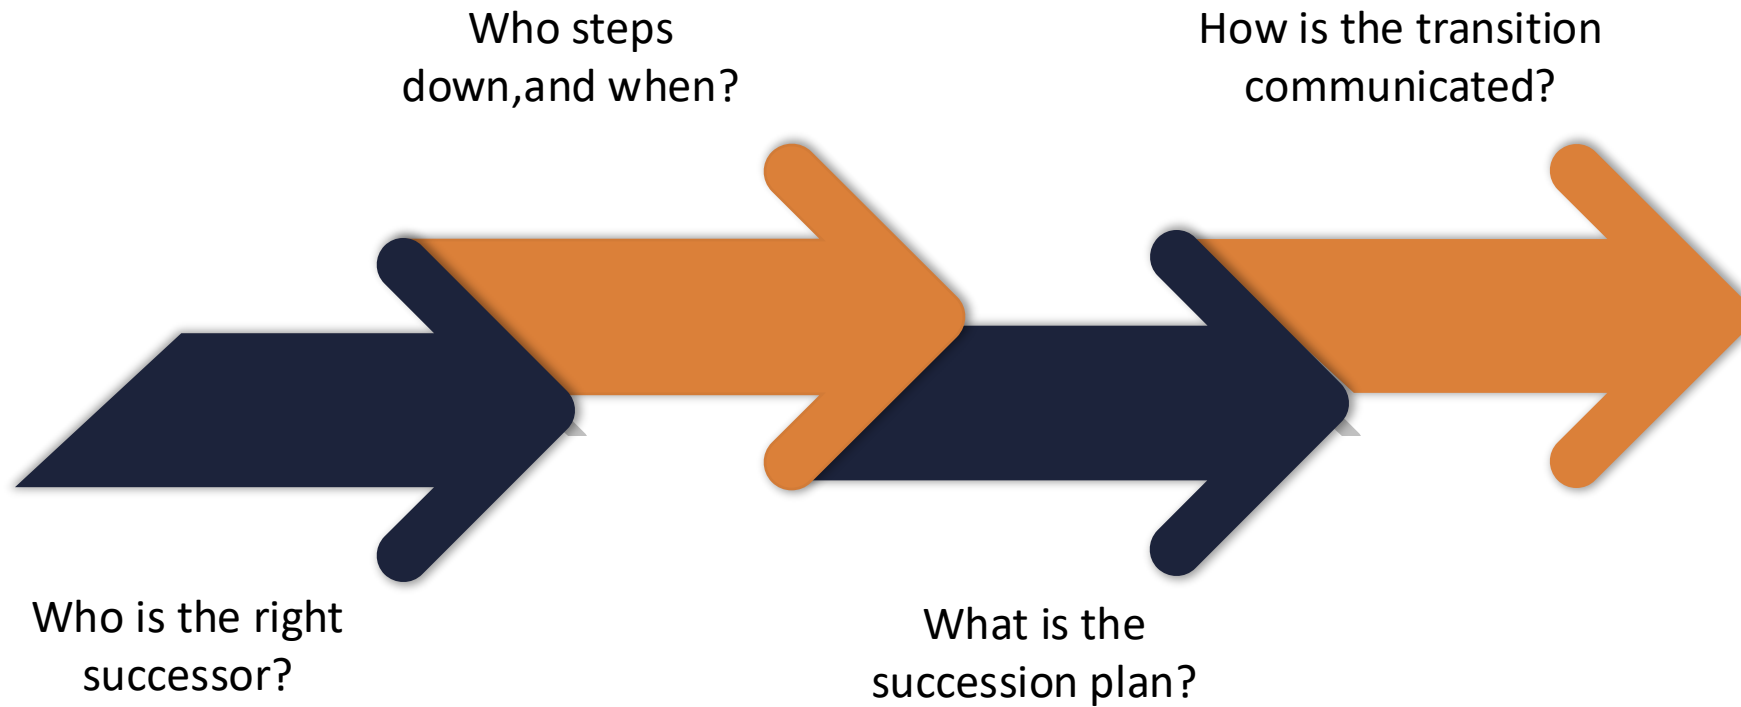 Who steps
down,and when?
How is the transition
communicated?
Who is the right
successor?
What is the
succession plan?